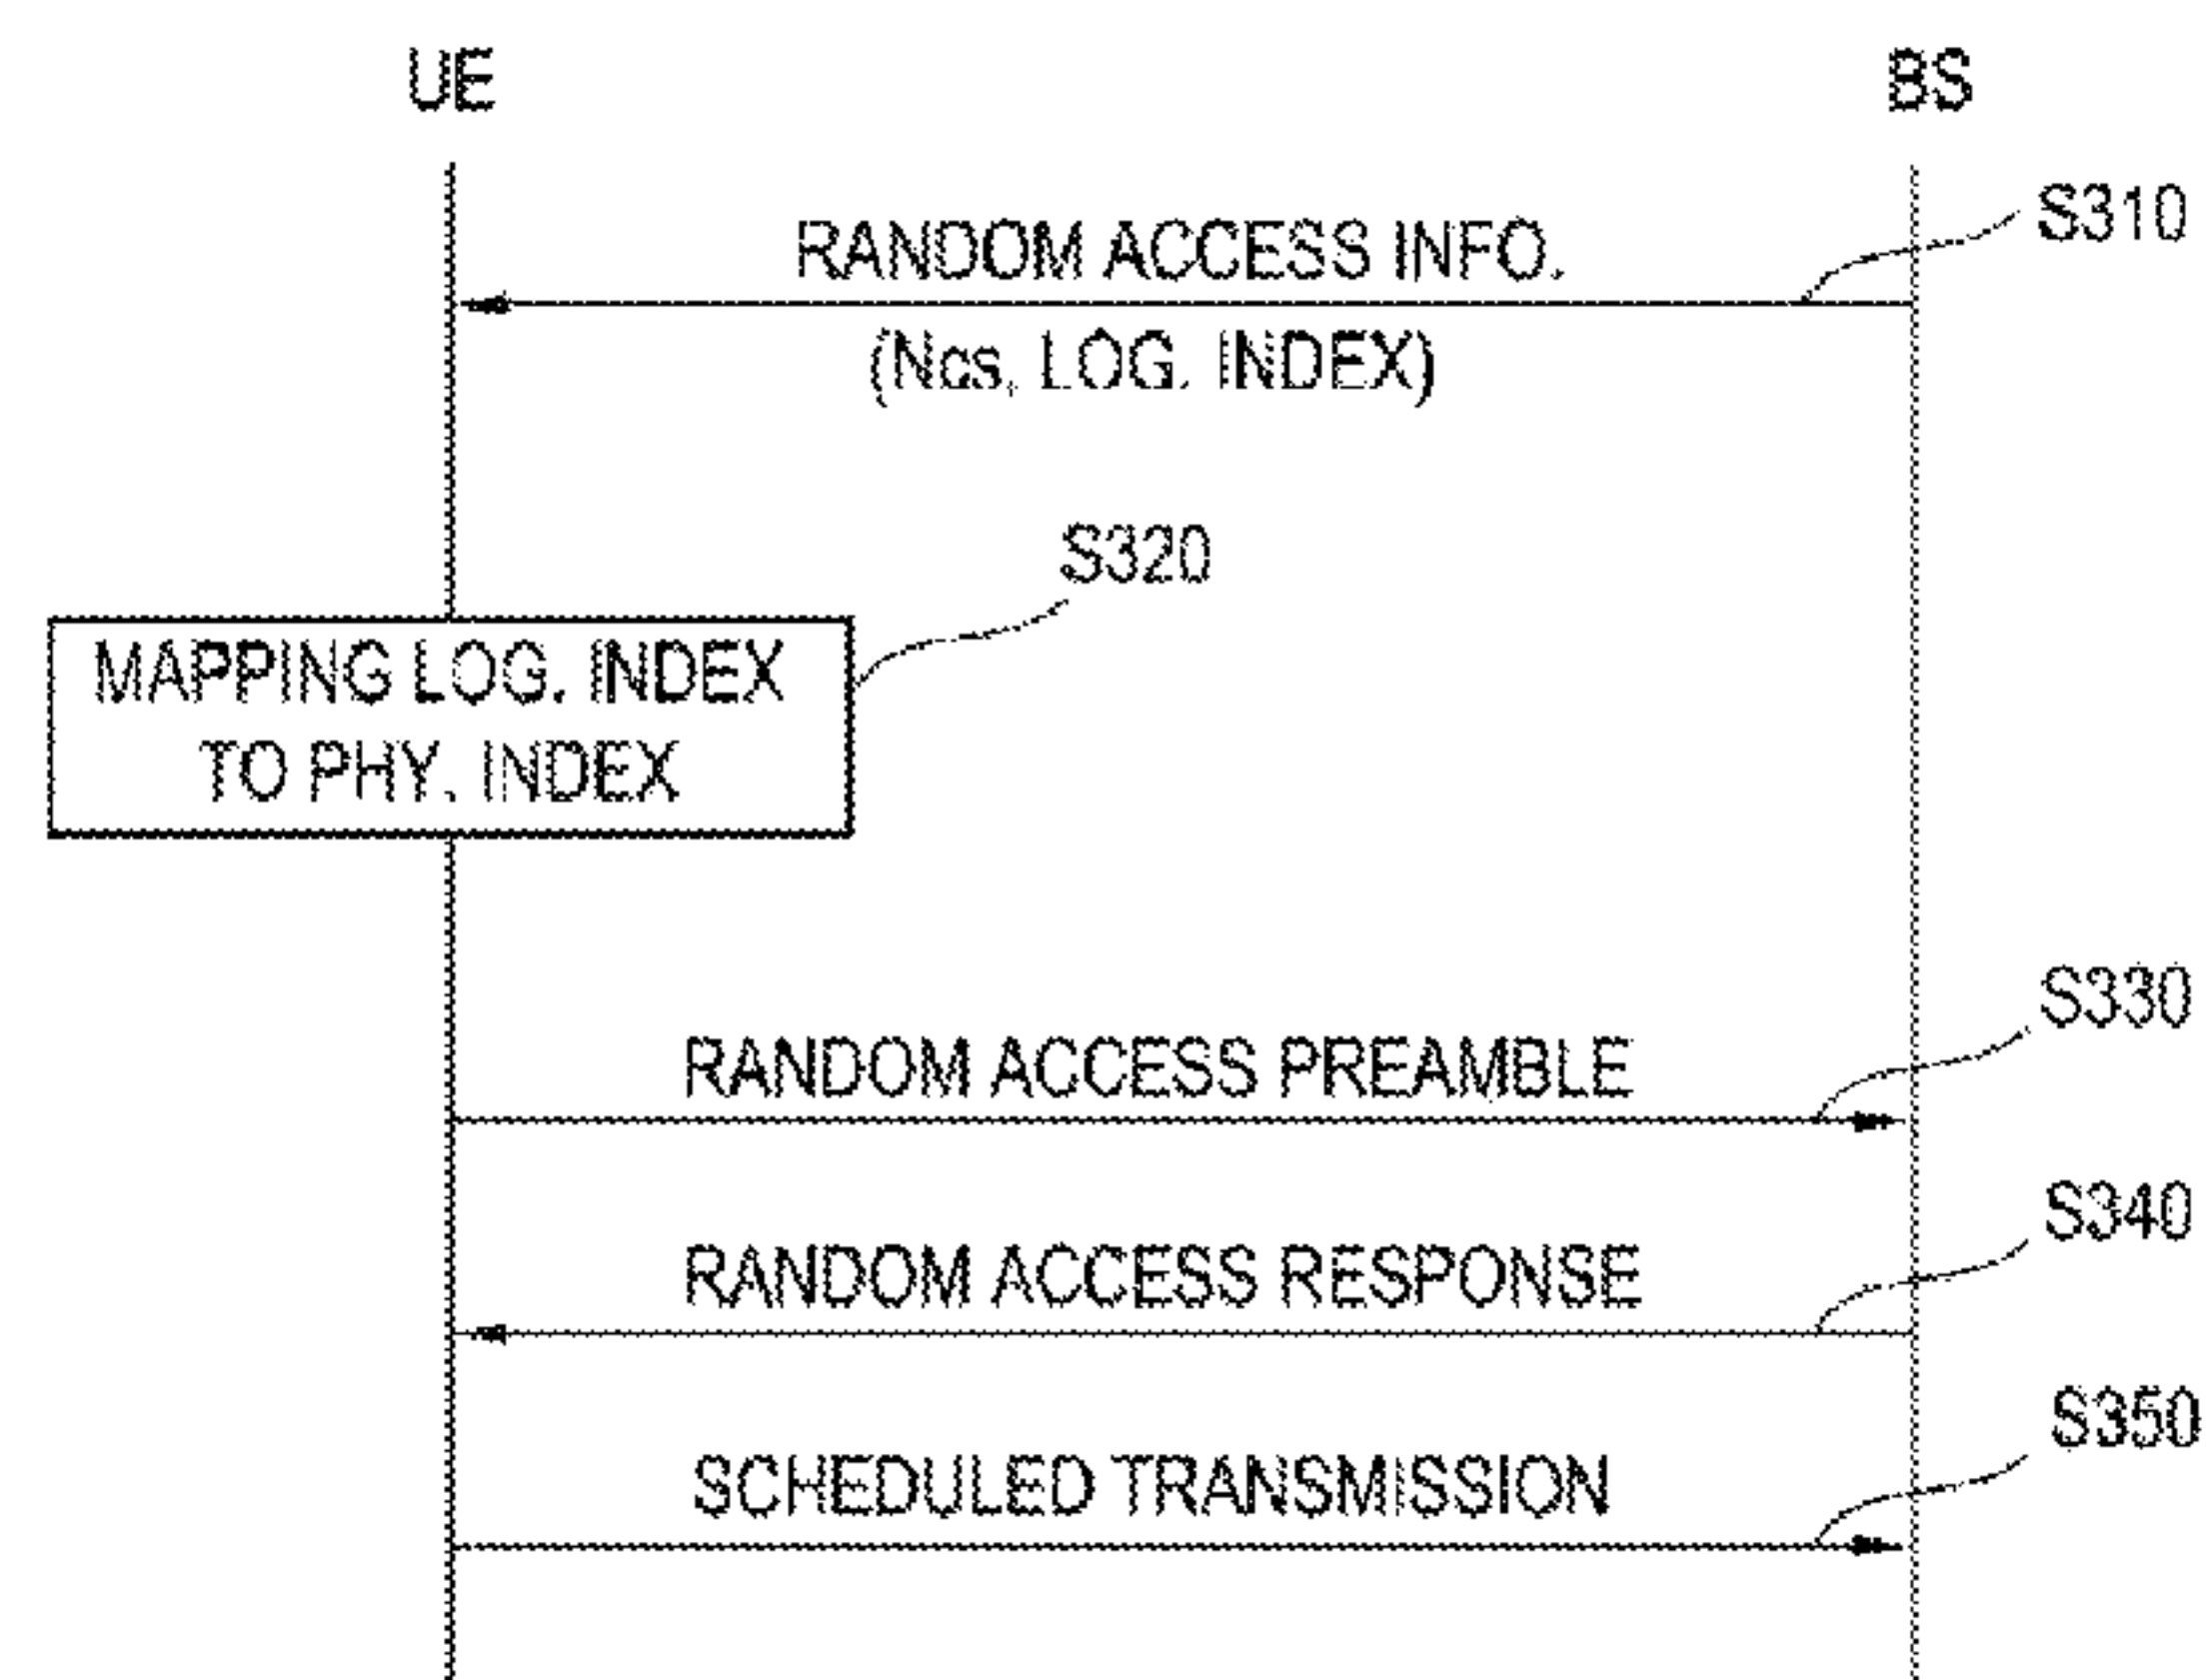 UE
BS
S310
RANDOM ACCESS INFO.
(Ncs, LOG. INDEX)
S320
MAPPING LOG. INDEX
TO PHY. INDEX
S330
RANDOM ACCESS PREAMBLE
S340
RANDOM ACCESS RESPONSE
S350
SCHEDULED TRANSMISSION